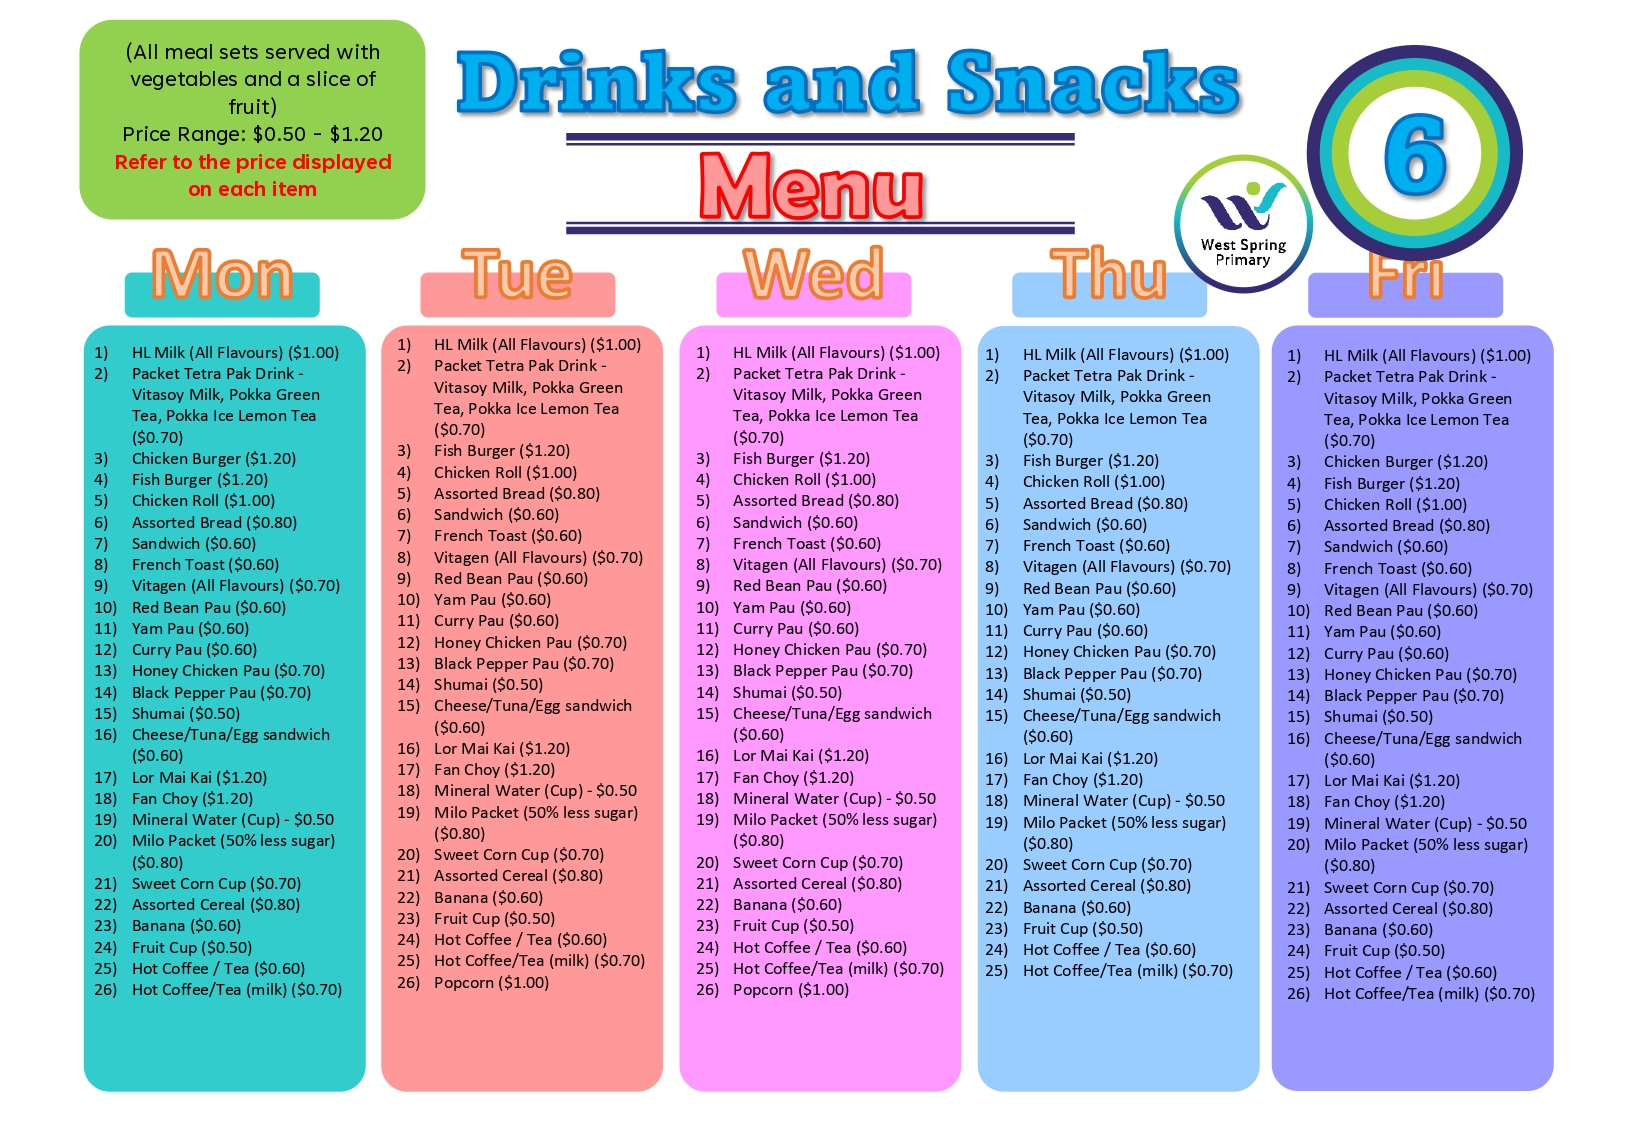 (All meal sets served with
vegetables and a slice of
fruit)
Price Range: $0.50 - $1.20
Refer to the price displayed
on each item
Drinks and Snacks
Menu
6
West Spring
Primary
Mon
1) HL Milk (All Flavours) ($1.00)
2) Packet Tetra Pak Drink -
Vitasoy Milk, Pokka Green
Tea, Pokka Ice Lemon Tea
($0.70)
3) Chicken Burger ($1.20)
4) Fish Burger ($1.20)
5) Chicken Roll ($1.00)
6) Assorted Bread ($0.80)
7) Sandwich ($0.60)
8) French Toast ($0.60)
9) Vitagen (All Flavours) ($0.70)
10) Red Bean Pau ($0.60)
11) Yam Pau ($0.60)
12) Curry Pau ($0.60)
13) Honey Chicken Pau ($0.70)
14) Black Pepper Pau ($0.70)
15) Shumai ($0.50)
16) Cheese/Tuna/Egg sandwich
($0.60)
17) Lor Mai Kai ($1.20)
18) Fan Choy ($1.20)
19) Mineral Water (Cup) - $0.50
20) Milo Packet (50% less sugar)
($0.80)
21) Sweet Corn Cup ($0.70)
22) Assorted Cereal ($0.80)
23) Banana ($0.60)
24) Fruit Cup ($0.50)
25) Hot Coffee / Tea ($0.60)
26) Hot Coffee/Tea (milk) ($0.70)
Tue
1) HL Milk (All Flavours) ($1.00)
2) Packet Tetra Pak Drink -
Vitasoy Milk, Pokka Green
Tea, Pokka Ice Lemon Tea
($0.70)
3) Fish Burger ($1.20)
4) Chicken Roll ($1.00)
5) Assorted Bread ($0.80)
6) Sandwich ($0.60)
7) French Toast ($0.60)
8) Vitagen (All Flavours) ($0.70)
9) Red Bean Pau ($0.60)
10) Yam Pau ($0.60)
11) Curry Pau ($0.60)
12) Honey Chicken Pau ($0.70)
13) Black Pepper Pau ($0.70)
14) Shumai ($0.50)
15) Cheese/Tuna/Egg sandwich
($0.60)
16) Lor Mai Kai ($1.20)
17) Fan Choy ($1.20)
18) Mineral Water (Cup) - $0.50
19) Milo Packet (50% less sugar)
($0.80)
20) Sweet Corn Cup ($0.70)
21) Assorted Cereal ($0.80)
22) Banana ($0.60)
23) Fruit Cup ($0.50)
24) Hot Coffee / Tea ($0.60)
25) Hot Coffee/Tea (milk) ($0.70)
26) Popcorn ($1.00)
Wed
1) HL Milk (All Flavours) ($1.00)
2) Packet Tetra Pak Drink -
Vitasoy Milk, Pokka Green
Tea, Pokka Ice Lemon Tea
($0.70)
3) Fish Burger ($1.20)
4) Chicken Roll ($1.00)
5) Assorted Bread ($0.80)
6) Sandwich ($0.60)
7) French Toast ($0.60)
8) Vitagen (All Flavours) ($0.70)
9) Red Bean Pau ($0.60)
10) Yam Pau ($0.60)
11) Curry Pau ($0.60)
12) Honey Chicken Pau ($0.70)
13) Black Pepper Pau ($0.70)
14) Shumai ($0.50)
15) Cheese/Tuna/Egg sandwich
($0.60)
16) Lor Mai Kai ($1.20)
17) Fan Choy ($1.20)
18) Mineral Water (Cup) - $0.50
19) Milo Packet (50% less sugar)
($0.80)
20) Sweet Corn Cup ($0.70)
21) Assorted Cereal ($0.80)
22) Banana ($0.60)
23) Fruit Cup ($0.50)
24) Hot Coffee / Tea ($0.60)
25) Hot Coffee/Tea (milk) ($0.70)
26) Popcorn ($1.00)
Thu
1) HL Milk (All Flavours) ($1.00)
2) Packet Tetra Pak Drink -
Vitasoy Milk, Pokka Green
Tea, Pokka Ice Lemon Tea
($0.70)
3) Fish Burger ($1.20)
4) Chicken Roll ($1.00)
5) Assorted Bread ($0.80)
6) Sandwich ($0.60)
7) French Toast ($0.60)
8) Vitagen (All Flavours) ($0.70)
9) Red Bean Pau ($0.60)
10) Yam Pau ($0.60)
11) Curry Pau ($0.60)
12) Honey Chicken Pau ($0.70)
13) Black Pepper Pau ($0.70)
14) Shumai ($0.50)
15) Cheese/Tuna/Egg sandwich
($0.60)
16) Lor Mai Kai ($1.20)
17) Fan Choy ($1.20)
18) Mineral Water (Cup) - $0.50
19) Milo Packet (50% less sugar)
($0.80)
20) Sweet Corn Cup ($0.70)
21) Assorted Cereal ($0.80)
22) Banana ($0.60)
23) Fruit Cup ($0.50)
24) Hot Coffee / Tea ($0.60)
25) Hot Coffee/Tea (milk) ($0.70)
Fri
1) HL Milk (All Flavours) ($1.00)
2) Packet Tetra Pak Drink -
Vitasoy Milk, Pokka Green
Tea, Pokka Ice Lemon Tea
($0.70)
3) Chicken Burger ($1.20)
4) Fish Burger ($1.20)
5) Chicken Roll ($1.00)
6) Assorted Bread ($0.80)
7) Sandwich ($0.60)
8) French Toast ($0.60)
9) Vitagen (All Flavours) ($0.70)
10) Red Bean Pau ($0.60)
11) Yam Pau ($0.60)
12) Curry Pau ($0.60)
13) Honey Chicken Pau ($0.70)
14) Black Pepper Pau ($0.70)
15) Shumai ($0.50)
16) Cheese/Tuna/Egg sandwich
($0.60)
17) Lor Mai Kai ($1.20)
18) Fan Choy ($1.20)
19) Mineral Water (Cup) - $0.50
20) Milo Packet (50% less sugar)
($0.80)
21) Sweet Corn Cup ($0.70)
22) Assorted Cereal ($0.80)
23) Banana ($0.60)
24) Fruit Cup ($0.50)
25) Hot Coffee / Tea ($0.60)
26) Hot Coffee/Tea (milk) ($0.70)